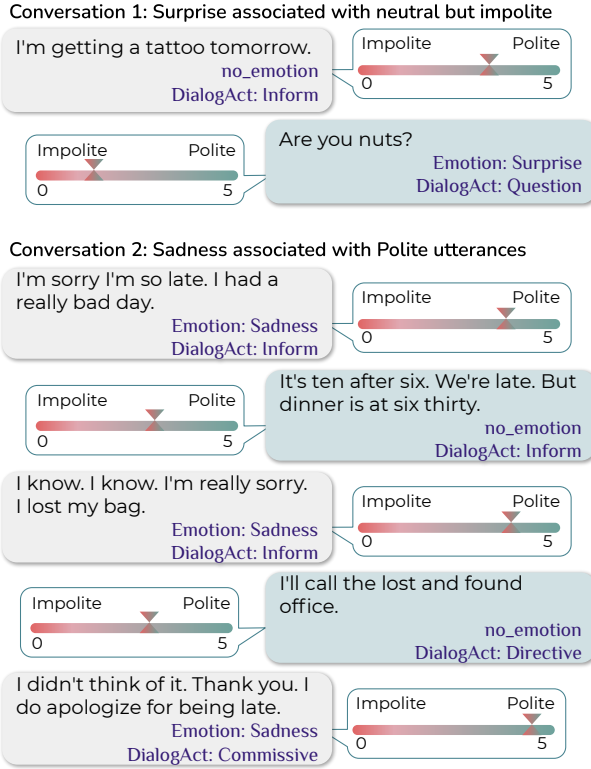 Conversation 1: Surprise associated with neutral but impolite
I'm getting a tattoo tomorrow.
no_emotion
DialogAct: Inform
Impolite Polite
0 5
Are you nuts?
Emotion: Surprise
DialogAct: Question
Impolite Polite
0 5
Conversation 2: Sadness associated with Polite utterances
I'm sorry I'm so late. I had a
really bad day.
Emotion: Sadness
DialogAct: Inform
Impolite Polite
0 5
It's ten after six. We're late. But
dinner is at six thirty.
no_emotion
DialogAct: Inform
Impolite Polite
0 5
I know. I know. I'm really sorry.
I lost my bag.
Emotion: Sadness
DialogAct: Inform
Impolite Polite
0 5
I'll call the lost and found
office.
no_emotion
DialogAct: Directive
Impolite Polite
0 5
I didn't think of it. Thank you. I
do apologize for being late.
Emotion: Sadness
DialogAct: Commissive
Impolite Polite
0 5